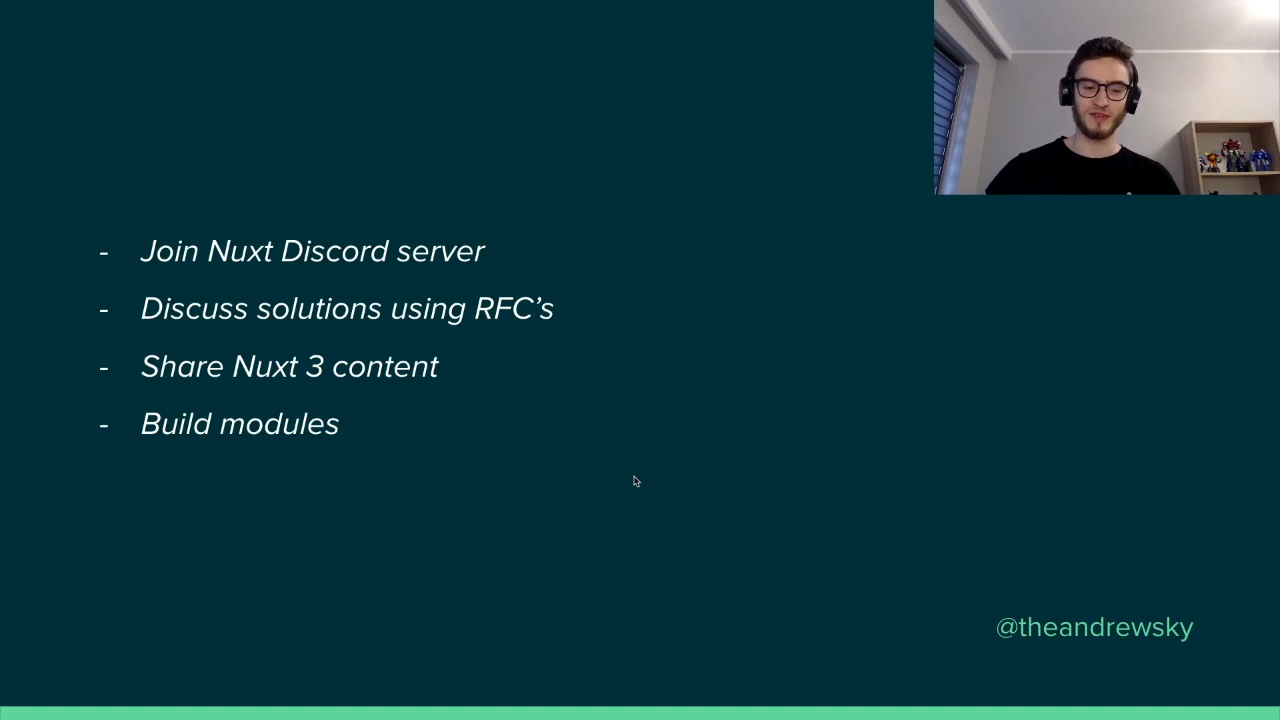 - Join Nuxt Discord server
- Discuss solutions using RFC’s
- Share Nuxt 3 content
- Build modules
@theandrewsky